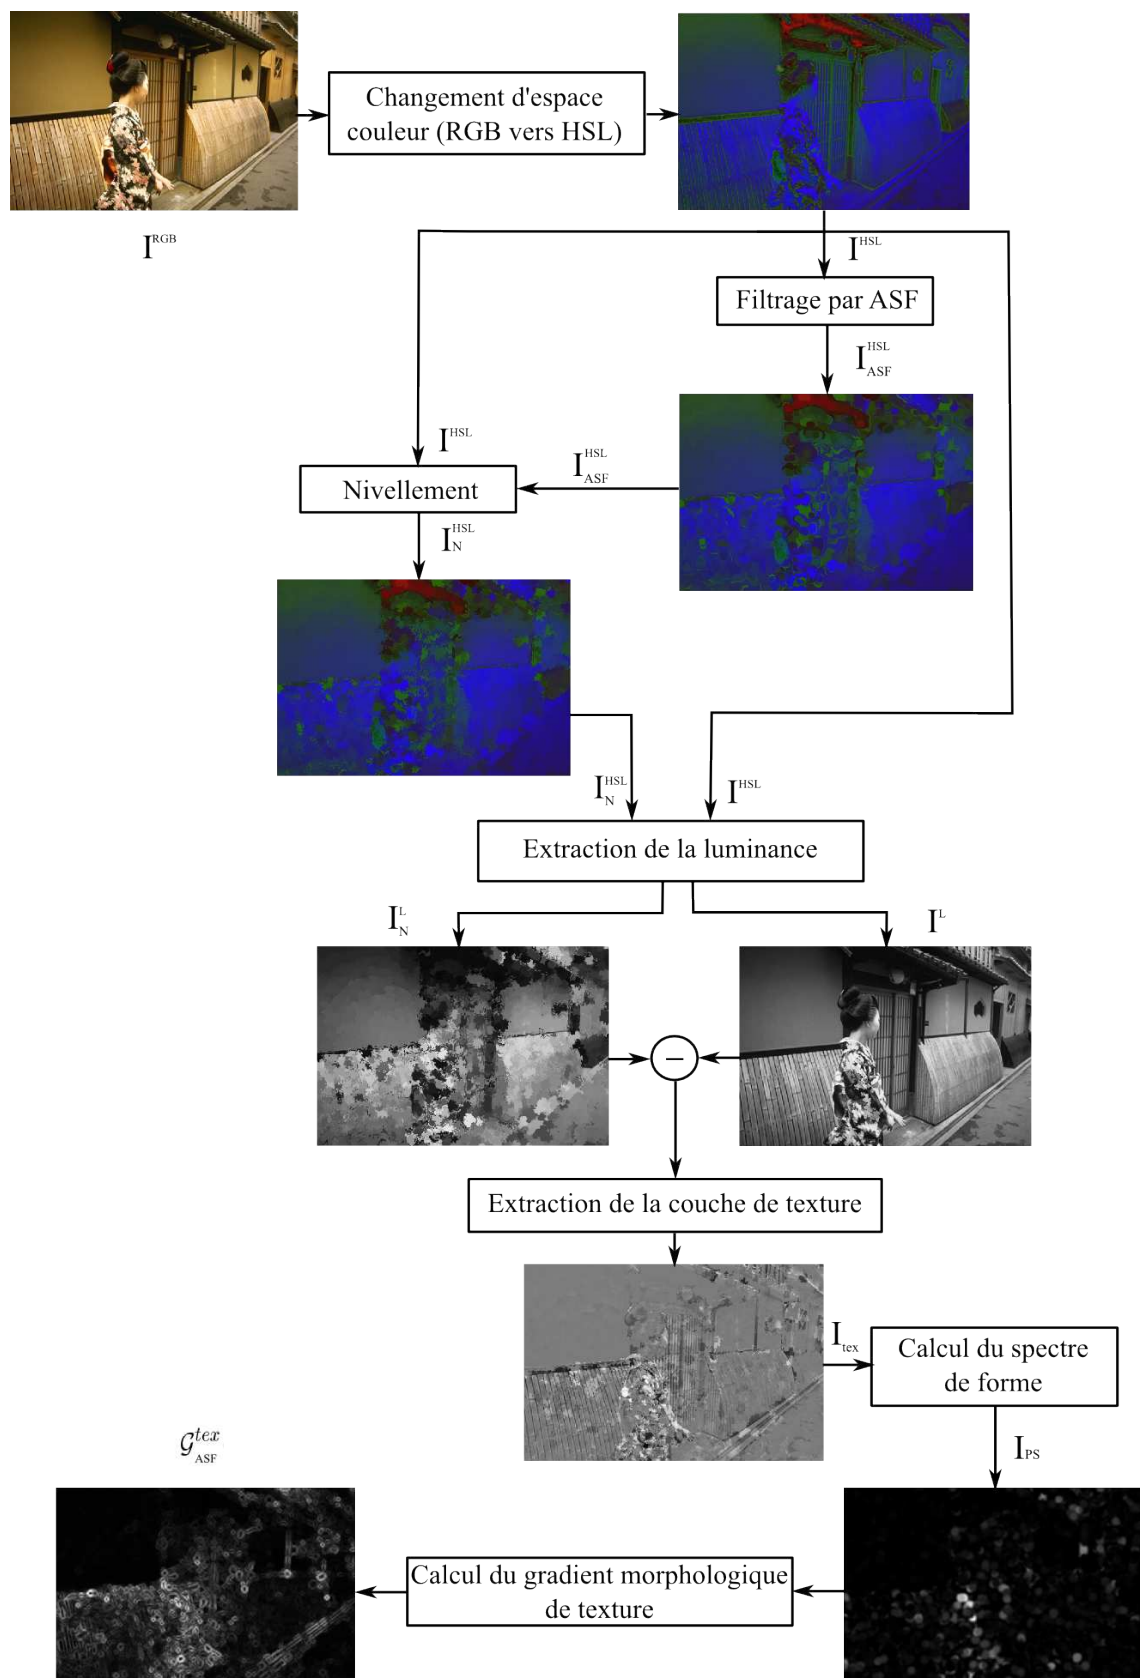 Changement d'espace
couleur (RGB vers HSL)
I^RGB
I^HSL
Filtrage par ASF
I^HSL_ASF
I^HSL
I^HSL_ASF
Nivellement
I^HSL_N
I^HSL_N
I^HSL
Extraction de la luminance
I^L_N
I^L
−
Extraction de la couche de texture
I_tex
Calcul du spectre
de forme
I_PS
𝒢^tex_ASF
Calcul du gradient morphologique
de texture